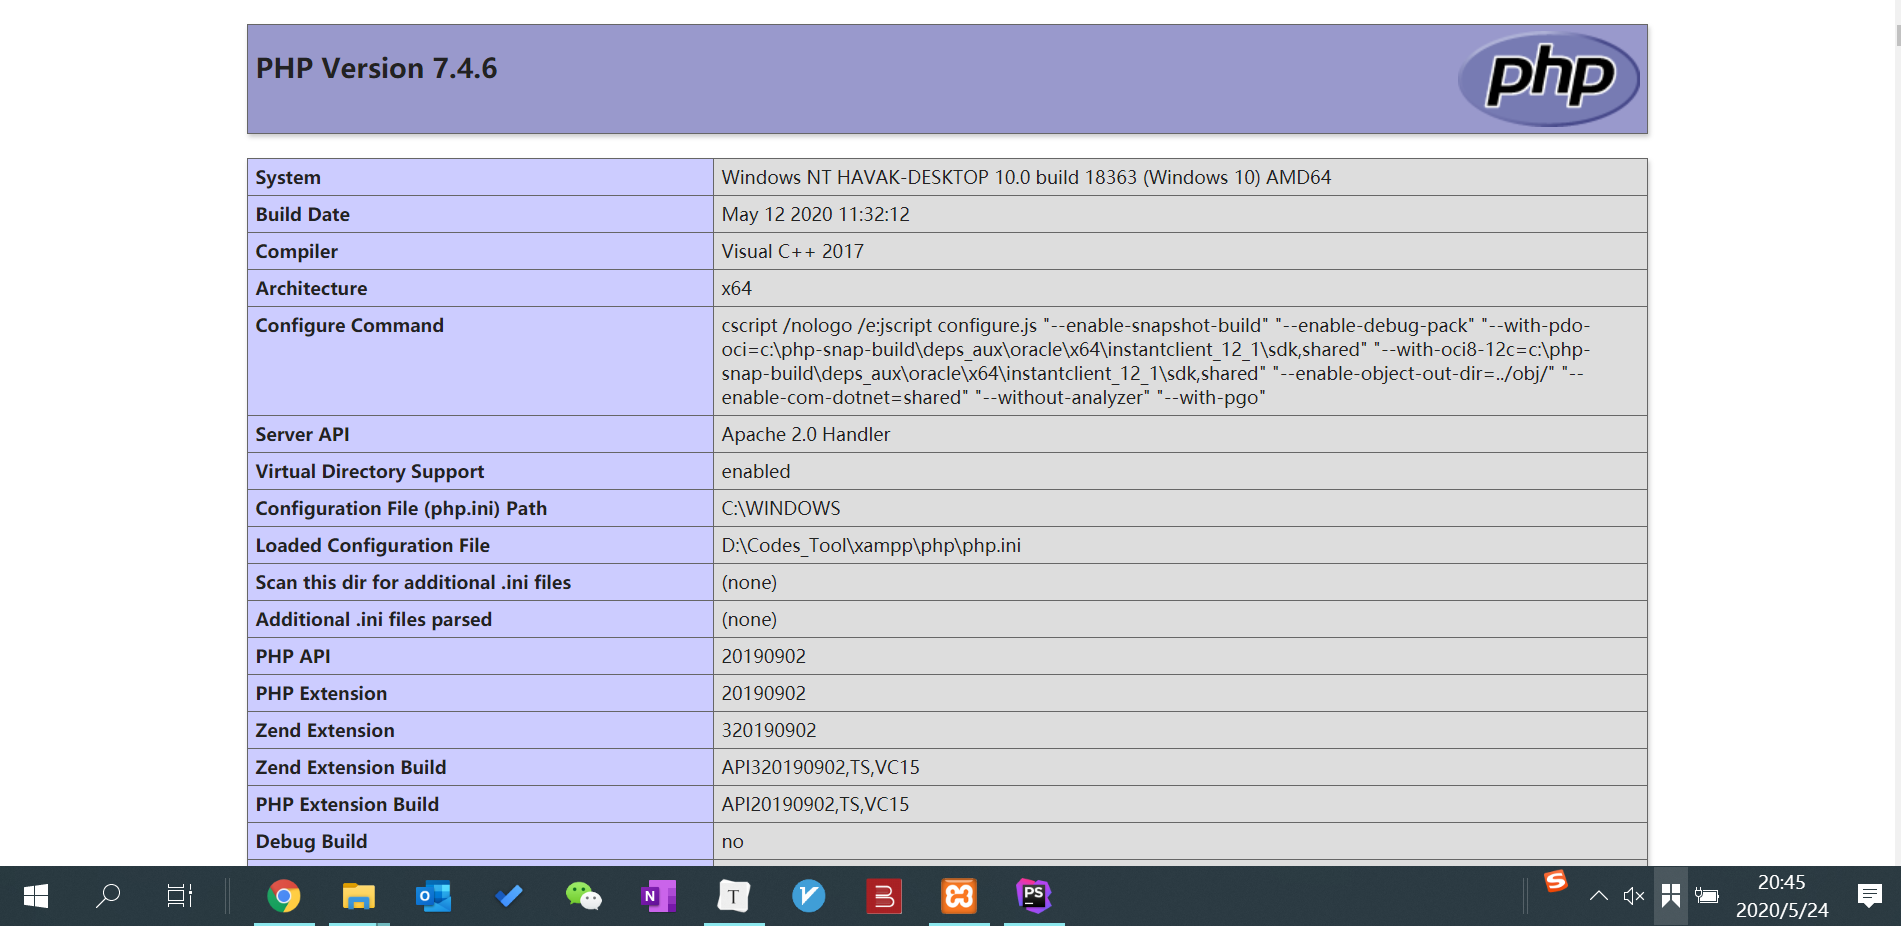 PHP Version 7.4.6
php
System Windows NT HAVAK-DESKTOP 10.0 build 18363 (Windows 10) AMD64
Build Date May 12 2020 11:32:12
Compiler Visual C++ 2017
Architecture x64
Configure Command cscript /nologo /e:jscript configure.js "--enable-snapshot-build" "--enable-debug-pack" "--with-pdo-
oci=c:\php-snap-build\deps_aux\oracle\x64\instantclient_12_1\sdk,shared" "--with-oci8-12c=c:\php-
snap-build\deps_aux\oracle\x64\instantclient_12_1\sdk,shared" "--enable-object-out-dir=../obj/" "--
enable-com-dotnet=shared" "--without-analyzer" "--with-pgo"
Server API Apache 2.0 Handler
Virtual Directory Support enabled
Configuration File (php.ini) Path C:\WINDOWS
Loaded Configuration File D:\Codes_Tool\xampp\php\php.ini
Scan this dir for additional .ini files (none)
Additional .ini files parsed (none)
PHP API 20190902
PHP Extension 20190902
Zend Extension 320190902
Zend Extension Build API320190902,TS,VC15
PHP Extension Build API20190902,TS,VC15
Debug Build no
O
N
T
V
B
PS
S
20:45
2020/5/24